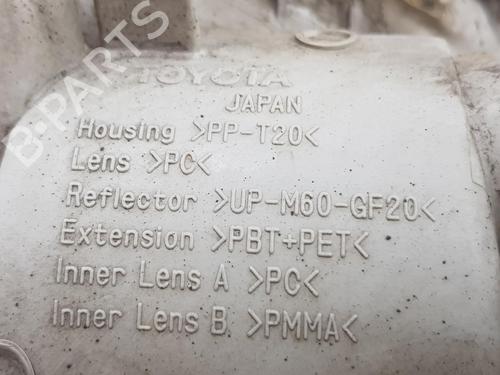 B-PARTS
TOYOTA
JAPAN
Housing >PP-T20<
Lens >PC<
Reflector >UP-M60-GF20<
Extension >PBT+PET<
Inner Lens A >PC<
Inner Lens B >PMMA<